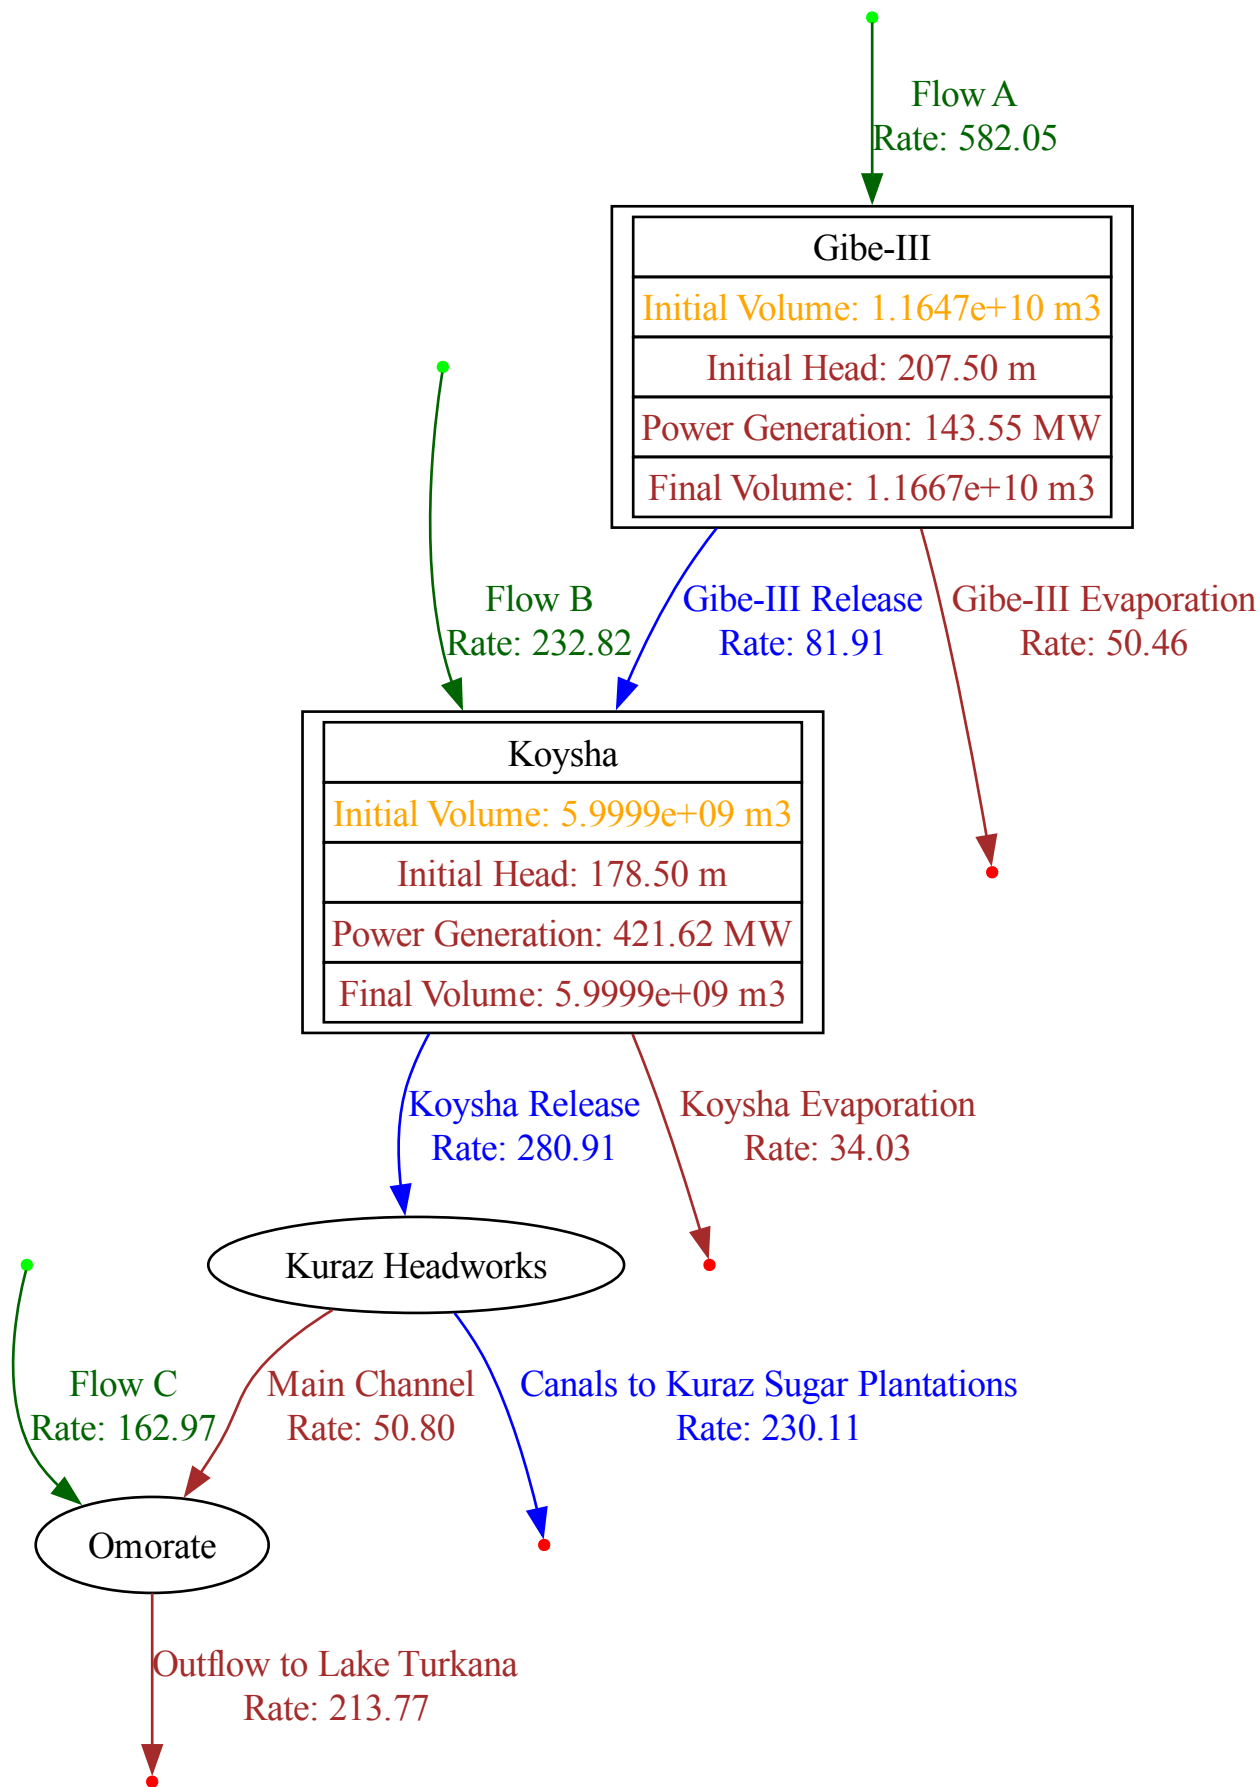 Flow A
Rate: 582.05
Gibe-III
Initial Volume: 1.1647e+10 m3
Initial Head: 207.50 m
Power Generation: 143.55 MW
Final Volume: 1.1667e+10 m3
Flow B
Rate: 232.82
Gibe-III Release
Rate: 81.91
Gibe-III Evaporation
Rate: 50.46
Koysha
Initial Volume: 5.9999e+09 m3
Initial Head: 178.50 m
Power Generation: 421.62 MW
Final Volume: 5.9999e+09 m3
Koysha Release
Rate: 280.91
Koysha Evaporation
Rate: 34.03
Kuraz Headworks
Flow C
Rate: 162.97
Main Channel
Rate: 50.80
Canals to Kuraz Sugar Plantations
Rate: 230.11
Omorate
Outflow to Lake Turkana
Rate: 213.77